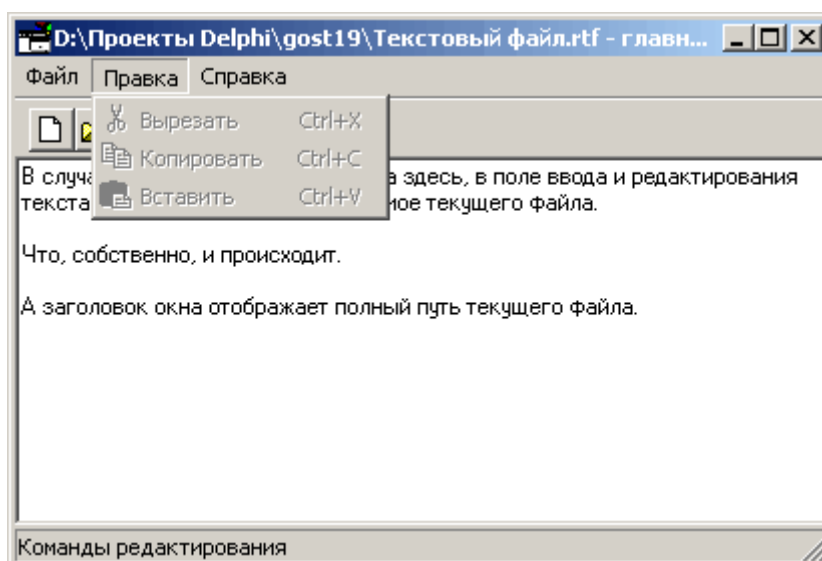 D:\Проекты Delphi\gost19\Текстовый файл.rtf - главн...
Файл Правка Справка
Вырезать Ctrl+X
Копировать Ctrl+C
Вставить Ctrl+V
В случа здесь, в поле ввода и редактирования
текста мое текущего файла.
Что, собственно, и происходит.
А заголовок окна отображает полный путь текущего файла.
Команды редактирования